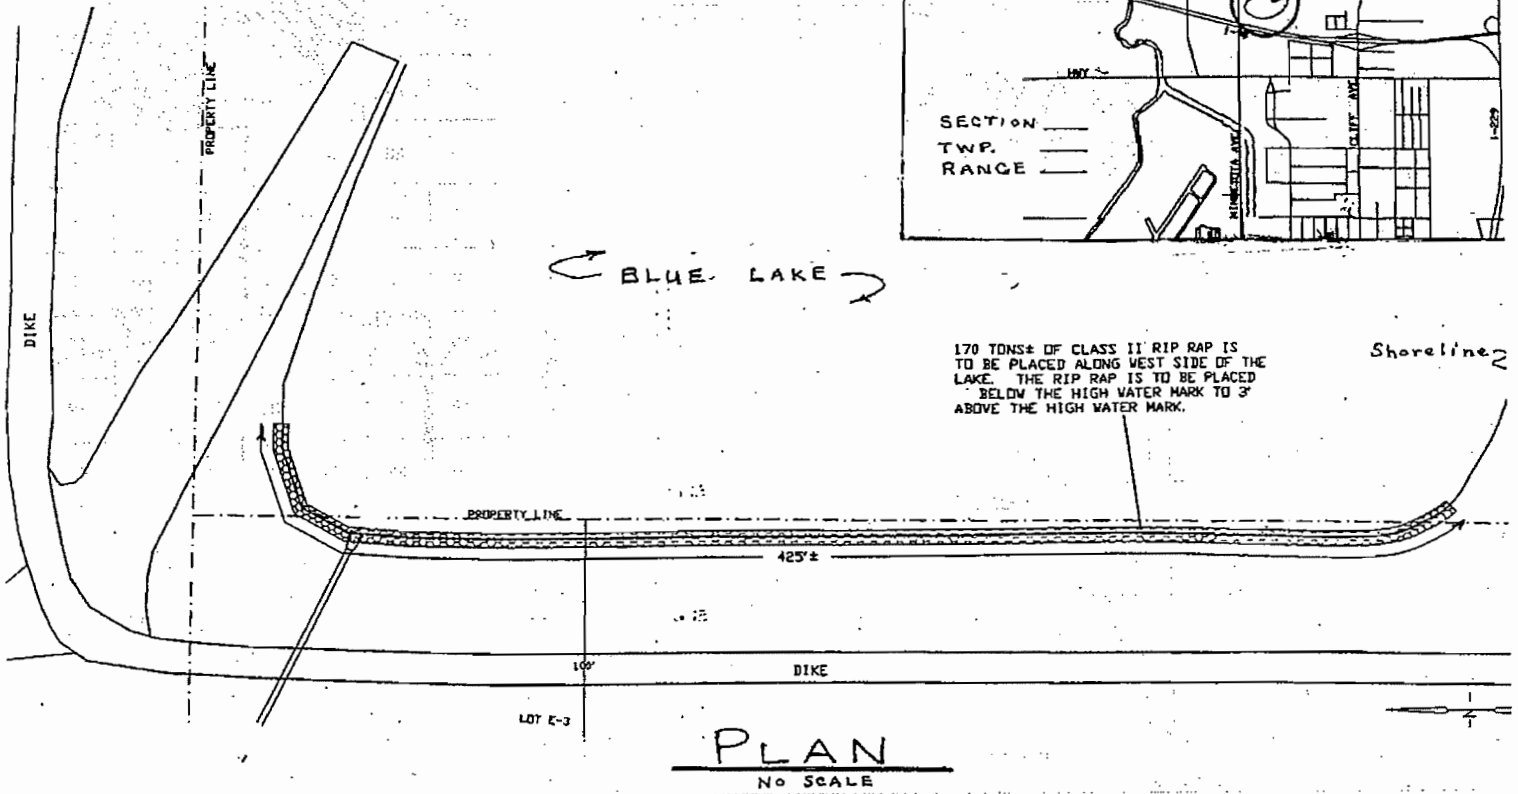 PROPERTY LINE
HWY
SECTION
TWP.
RANGE
MINNESOTA AVE
CLIFF AVE
I-229
BLUE LAKE
DIKE
170 TONS± OF CLASS II RIP RAP IS
TO BE PLACED ALONG WEST SIDE OF THE
LAKE. THE RIP RAP IS TO BE PLACED
BELOW THE HIGH WATER MARK TO 3'
ABOVE THE HIGH WATER MARK.
Shoreline
PROPERTY LINE
425'±
100'
DIKE
LOT E-3
N
PLAN
NO SCALE